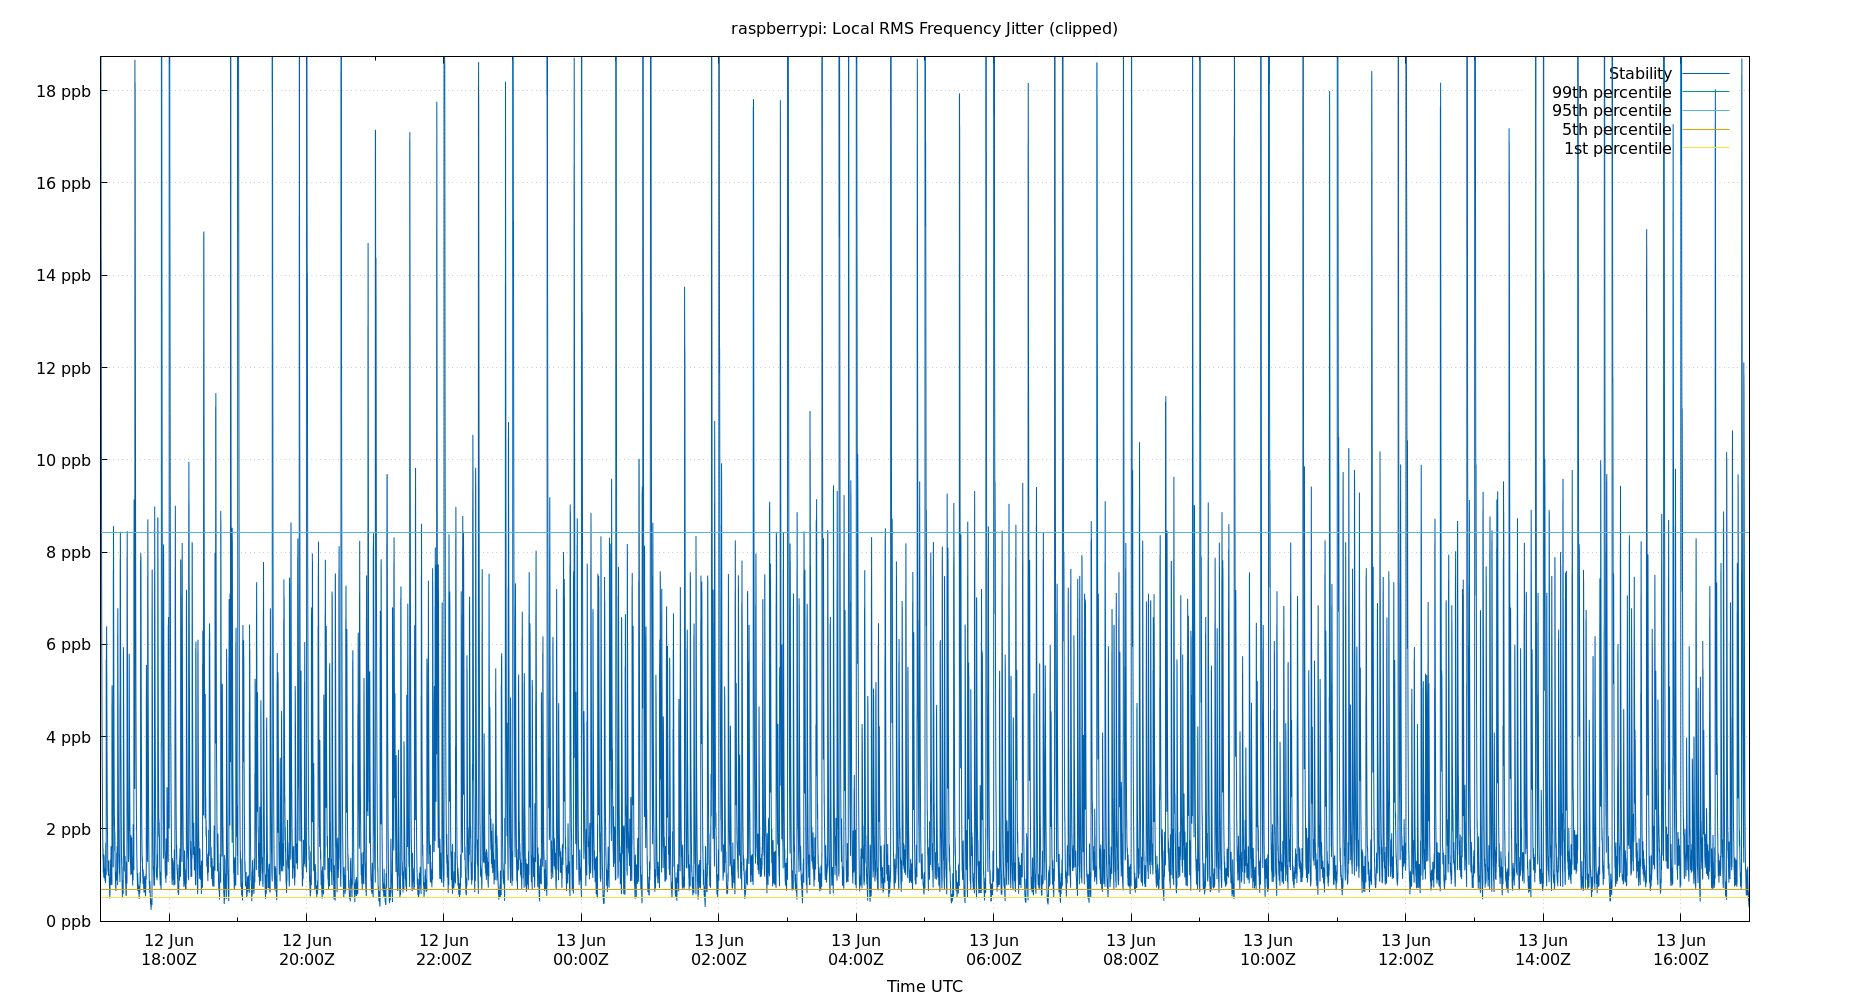 raspberrypi: Local RMS Frequency Jitter (clipped)
18 ppb
16 ppb
14 ppb
12 ppb
10 ppb
8 ppb
6 ppb
4 ppb
2 ppb
0 ppb
Stability
99th percentile
95th percentile
5th percentile
1st percentile
12 Jun
18:00Z
12 Jun
20:00Z
12 Jun
22:00Z
13 Jun
00:00Z
13 Jun
02:00Z
13 Jun
04:00Z
13 Jun
06:00Z
13 Jun
08:00Z
13 Jun
10:00Z
13 Jun
12:00Z
13 Jun
14:00Z
13 Jun
16:00Z
Time UTC